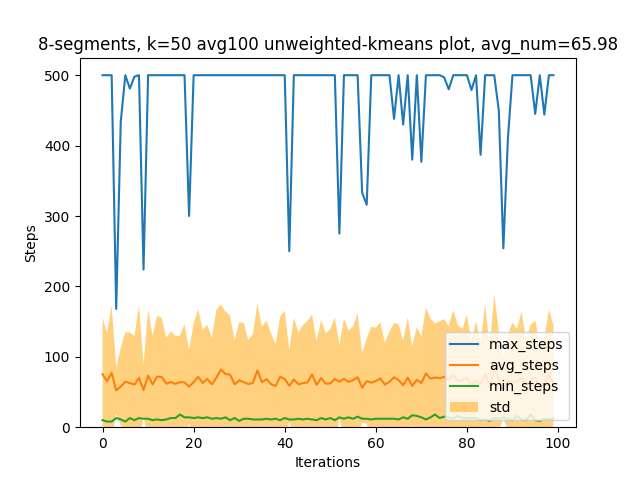 8-segments, k=50 avg100 unweighted-kmeans plot, avg_num=65.98
500
400
300
200
100
0
Steps
max_steps
avg_steps
min_steps
std
0
20
40
60
80
100
Iterations